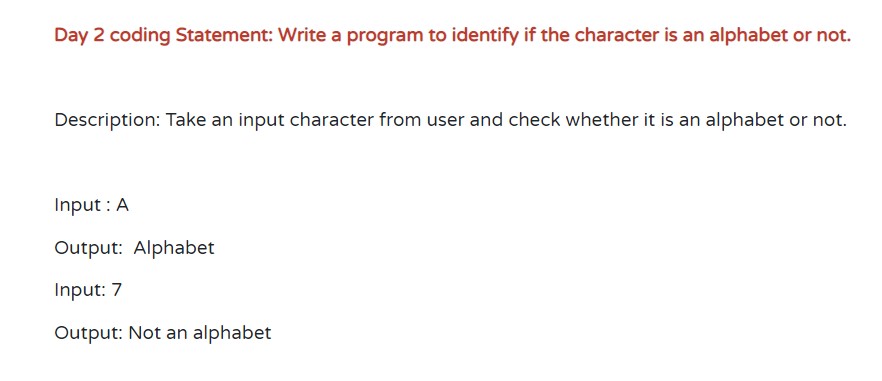 Day 2 coding Statement: Write a program to identify if the character is an alphabet or not.
Description: Take an input character from user and check whether it is an alphabet or not.
Input : A
Output:  Alphabet
Input: 7
Output: Not an alphabet